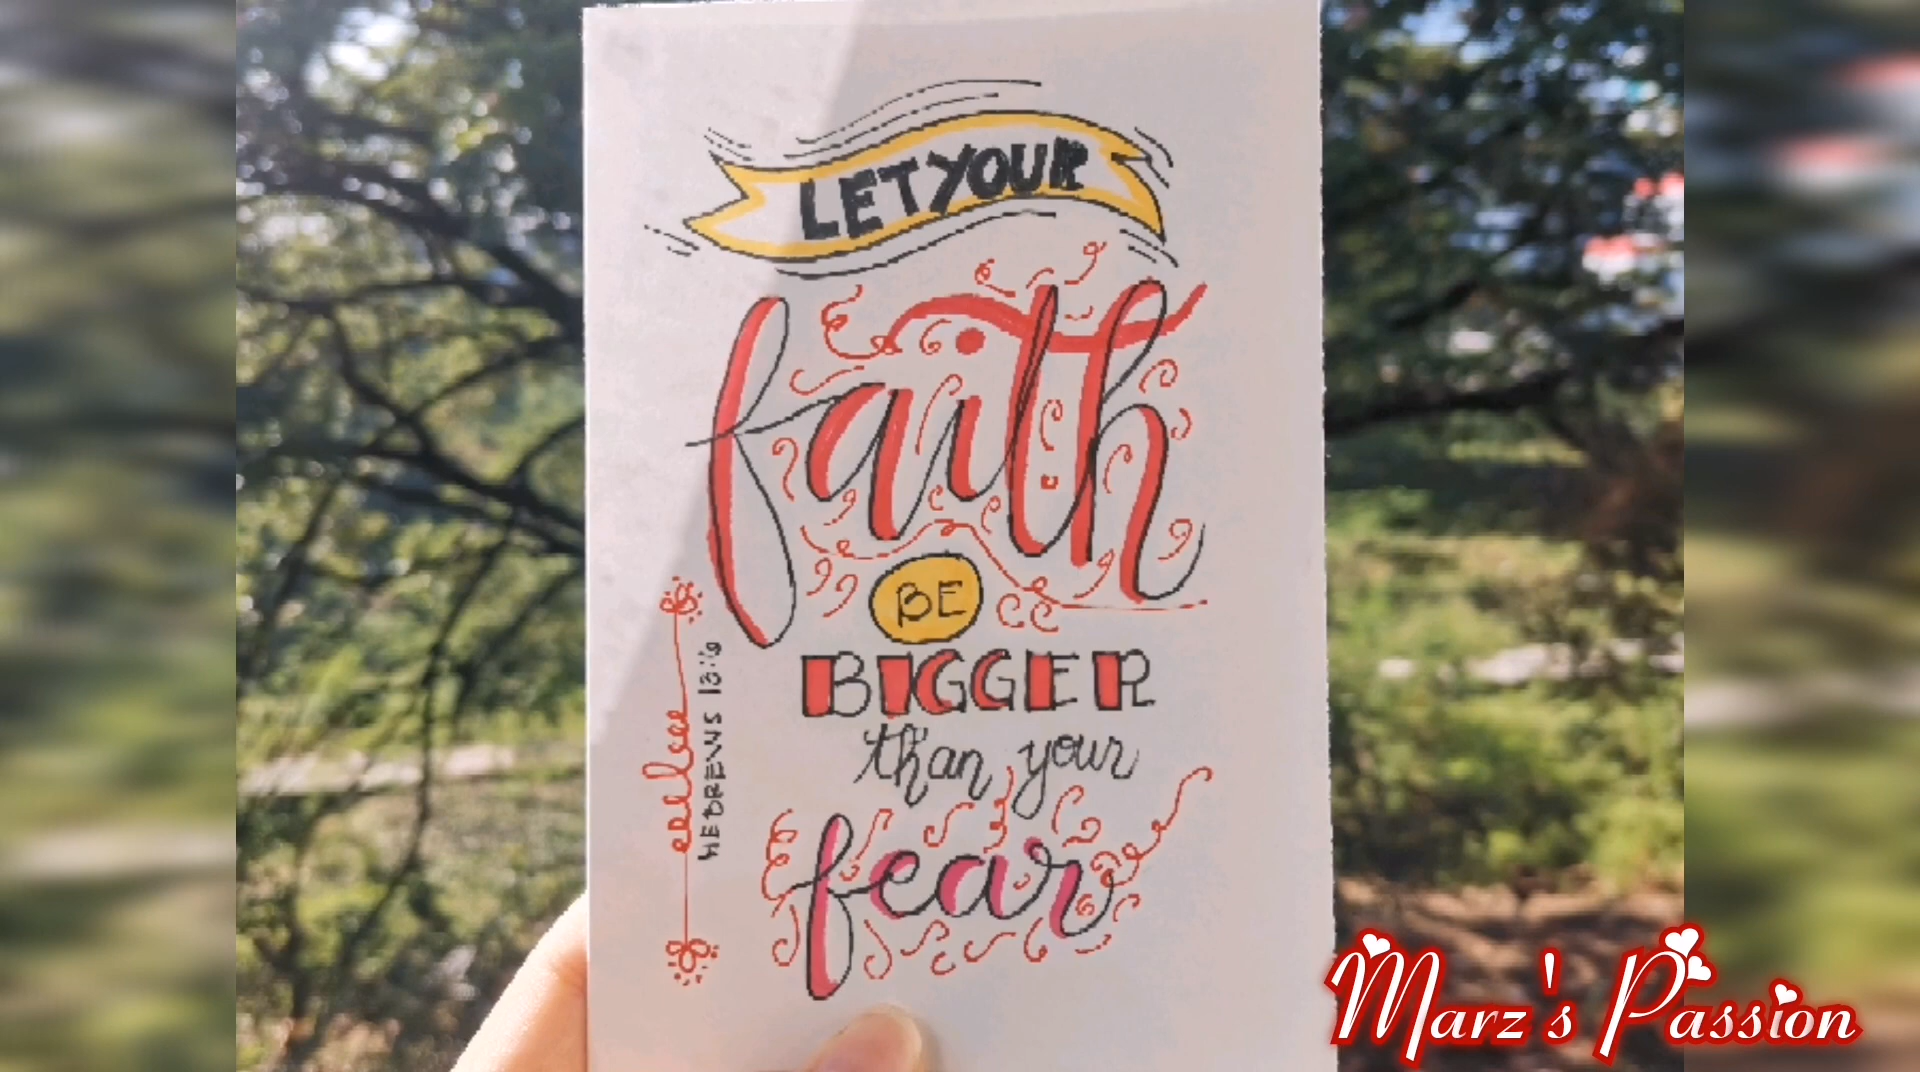 LET YOUR
faith
BE
BIGGER
than your
fear
HEBREWS 13:6
Marz's Passion